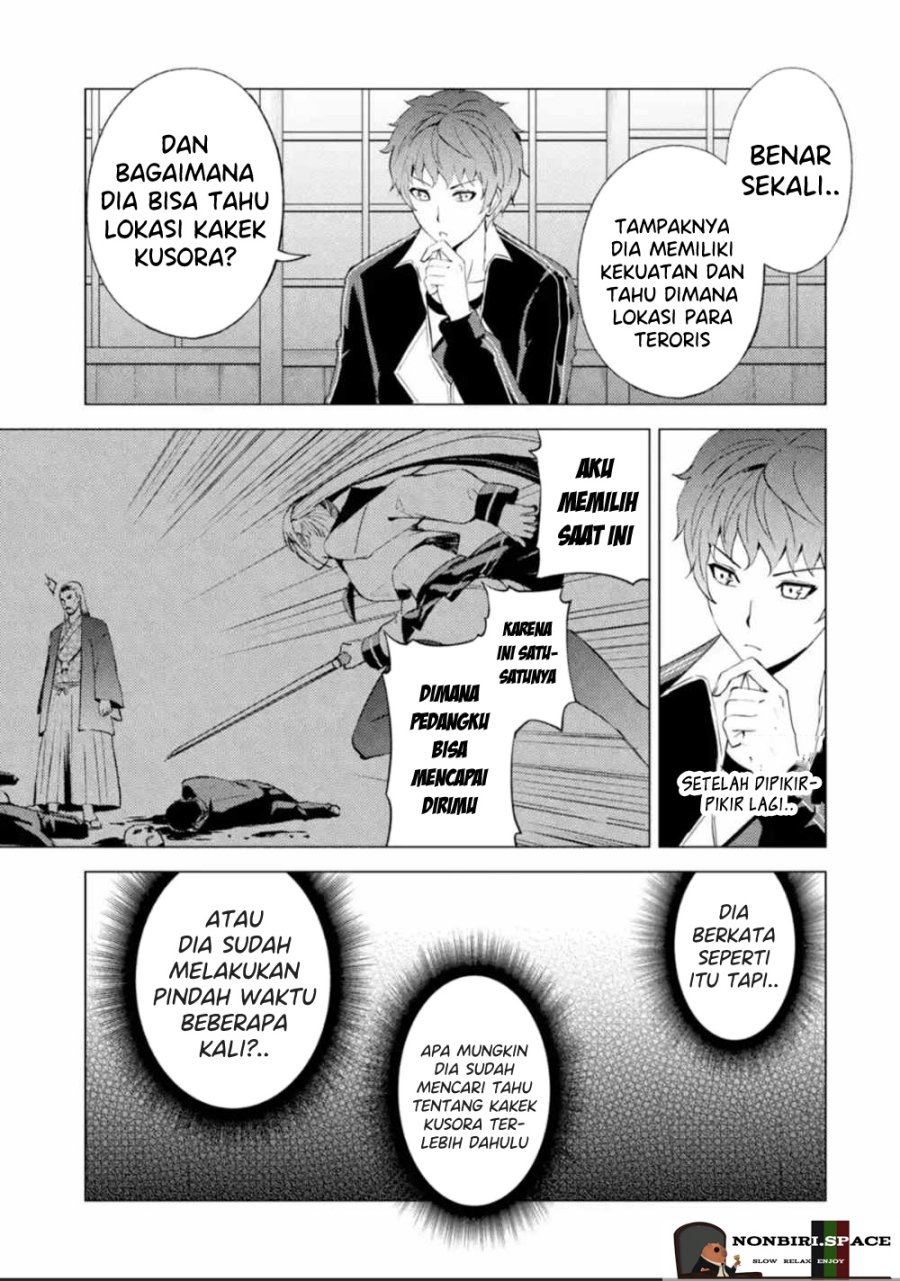 BENAR
SEKALI..
TAMPAKNYA
DIA MEMILIKI
KEKUATAN DAN
TAHU DIMANA
LOKASI PARA
TERORIS
DAN
BAGAIMANA
DIA BISA TAHU
LOKASI KAKEK
KUSORA?
SETELAH DIPIKIR-
PIKIR LAGI..
AKU
MEMILIH
SAAT INI
KARENA
INI SATU-
SATUNYA
DIMANA
PEDANGKU
BISA
MENCAPAI
DIRIMU
DIA
BERKATA
SEPERTI
ITU TAPI..
APA MUNGKIN
DIA SUDAH
MENCARI TAHU
TENTANG KAKEK
KUSORA TER-
LEBIH DAHULU
ATAU
DIA SUDAH
MELAKUKAN
PINDAH WAKTU
BEBERAPA
KALI?..
NONBIRI.SPACE
SLOW RELAX ENJOY